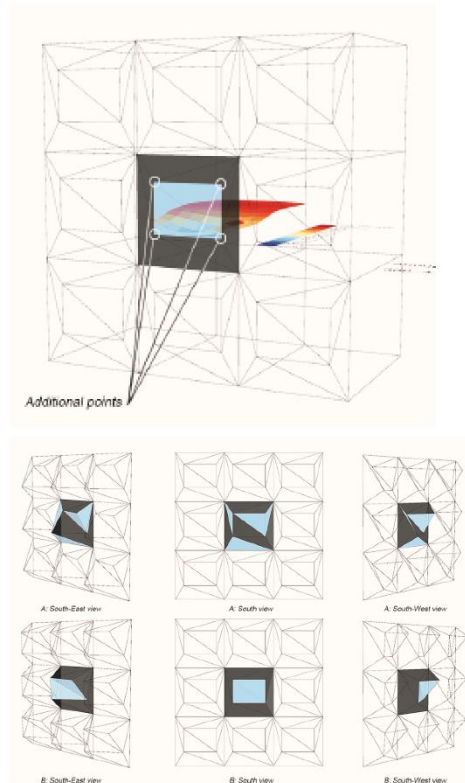 Additional points
A: South-East view
A: South view
A: South-West view
B: South-East view
B: South view
B: South-West view